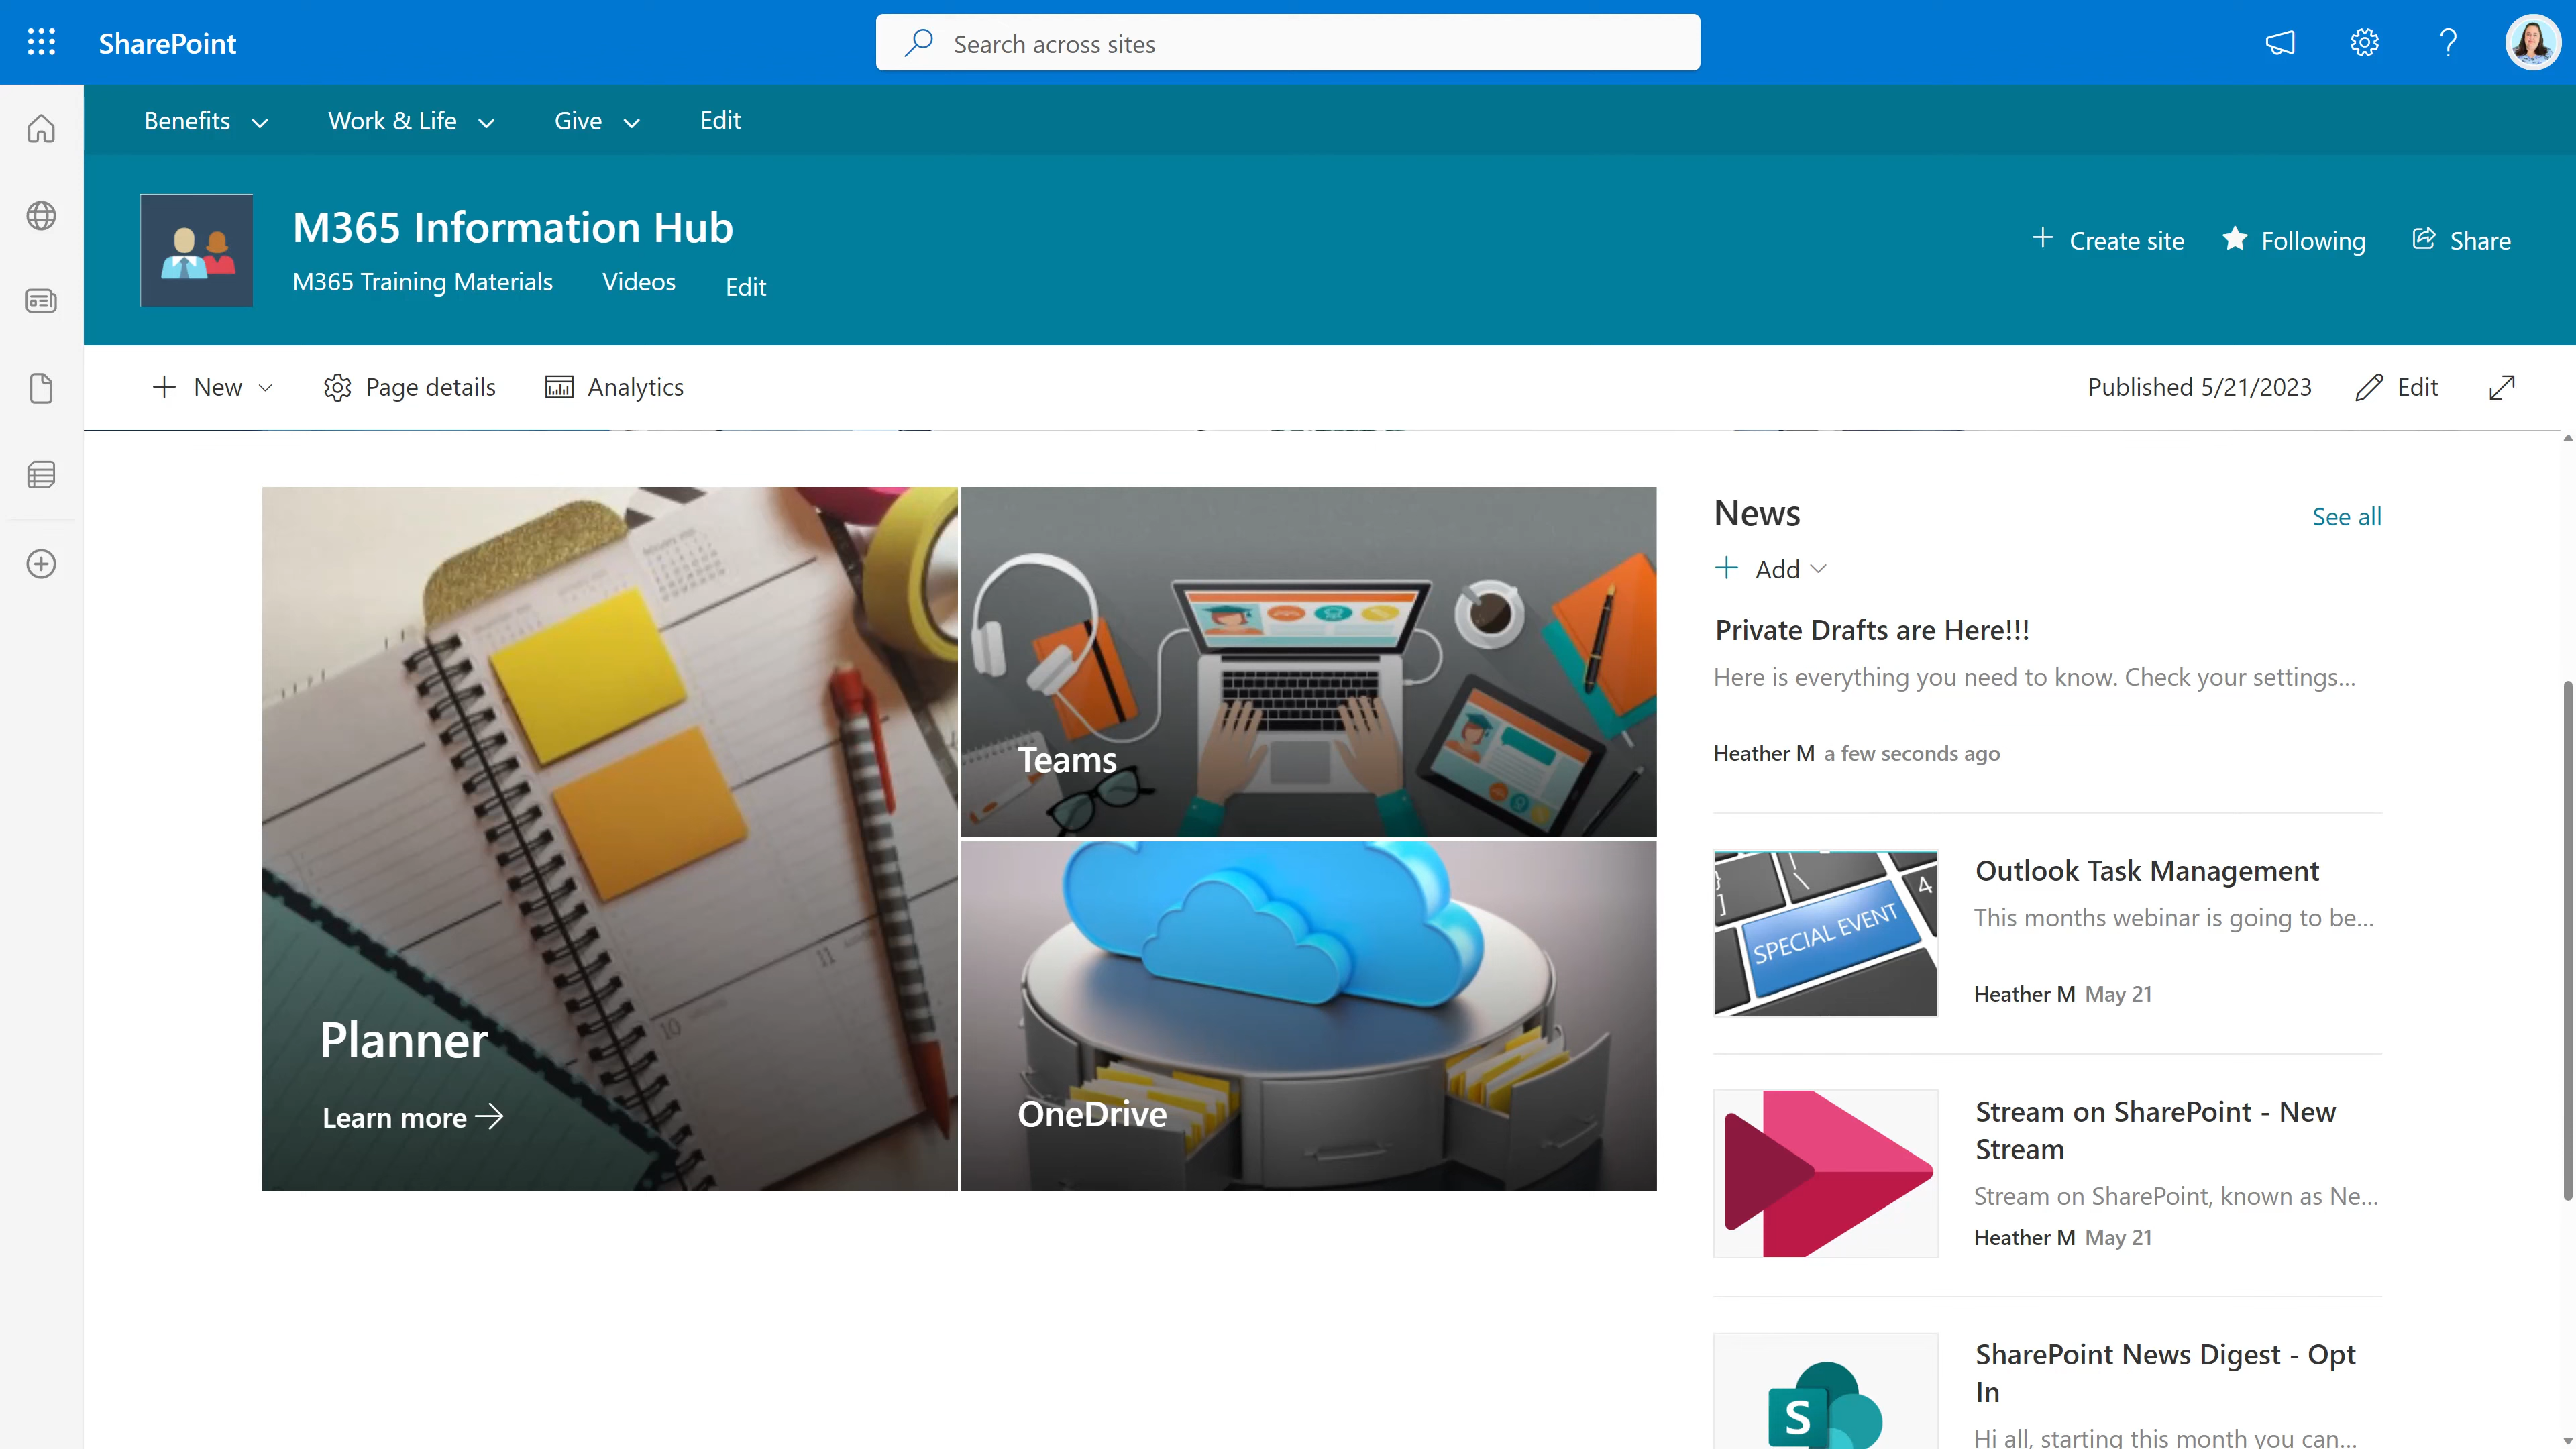 SharePoint
Search across sites
Benefits
Work & Life
Give
Edit
M365 Information Hub
M365 Training Materials
Videos
Edit
Create site
Following
Share
New
Page details
Analytics
Published 5/21/2023
Edit
Planner
Learn more
11
10
Teams
OneDrive
News
See all
Add
Private Drafts are Here!!!
Here is everything you need to know. Check your settings...
Heather M a few seconds ago
SPECIAL EVENT
4
Outlook Task Management
This months webinar is going to be...
Heather M May 21
Stream on SharePoint - New
Stream
Stream on SharePoint, known as Ne...
Heather M May 21
S
SharePoint News Digest - Opt
In
Hi all, starting this month you can...